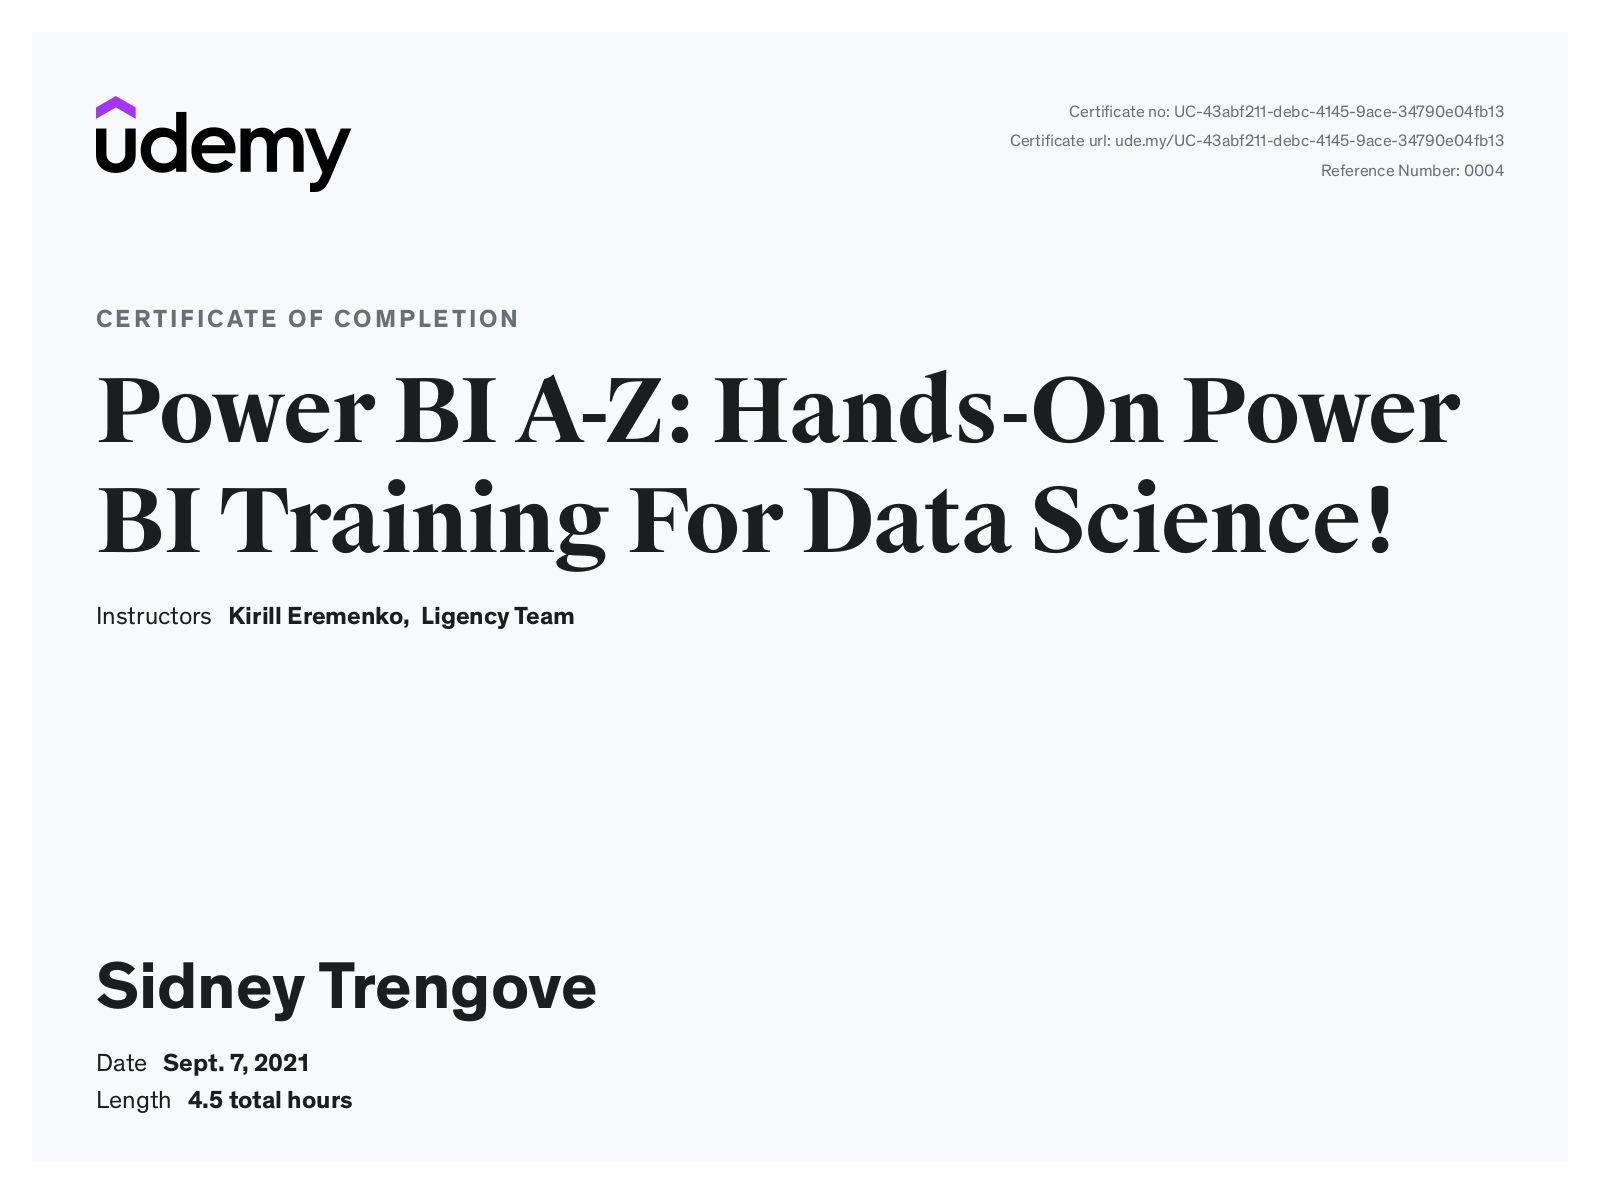 udemy
Certificate no: UC-43abf211-debc-4145-9ace-34790e04fb13
Certificate url: ude.my/UC-43abf211-debc-4145-9ace-34790e04fb13
Reference Number: 0004
CERTIFICATE OF COMPLETION
Power BI A-Z: Hands-On Power
BI Training For Data Science!
Instructors Kirill Eremenko, Ligency Team
Sidney Trengove
Date Sept. 7, 2021
Length 4.5 total hours